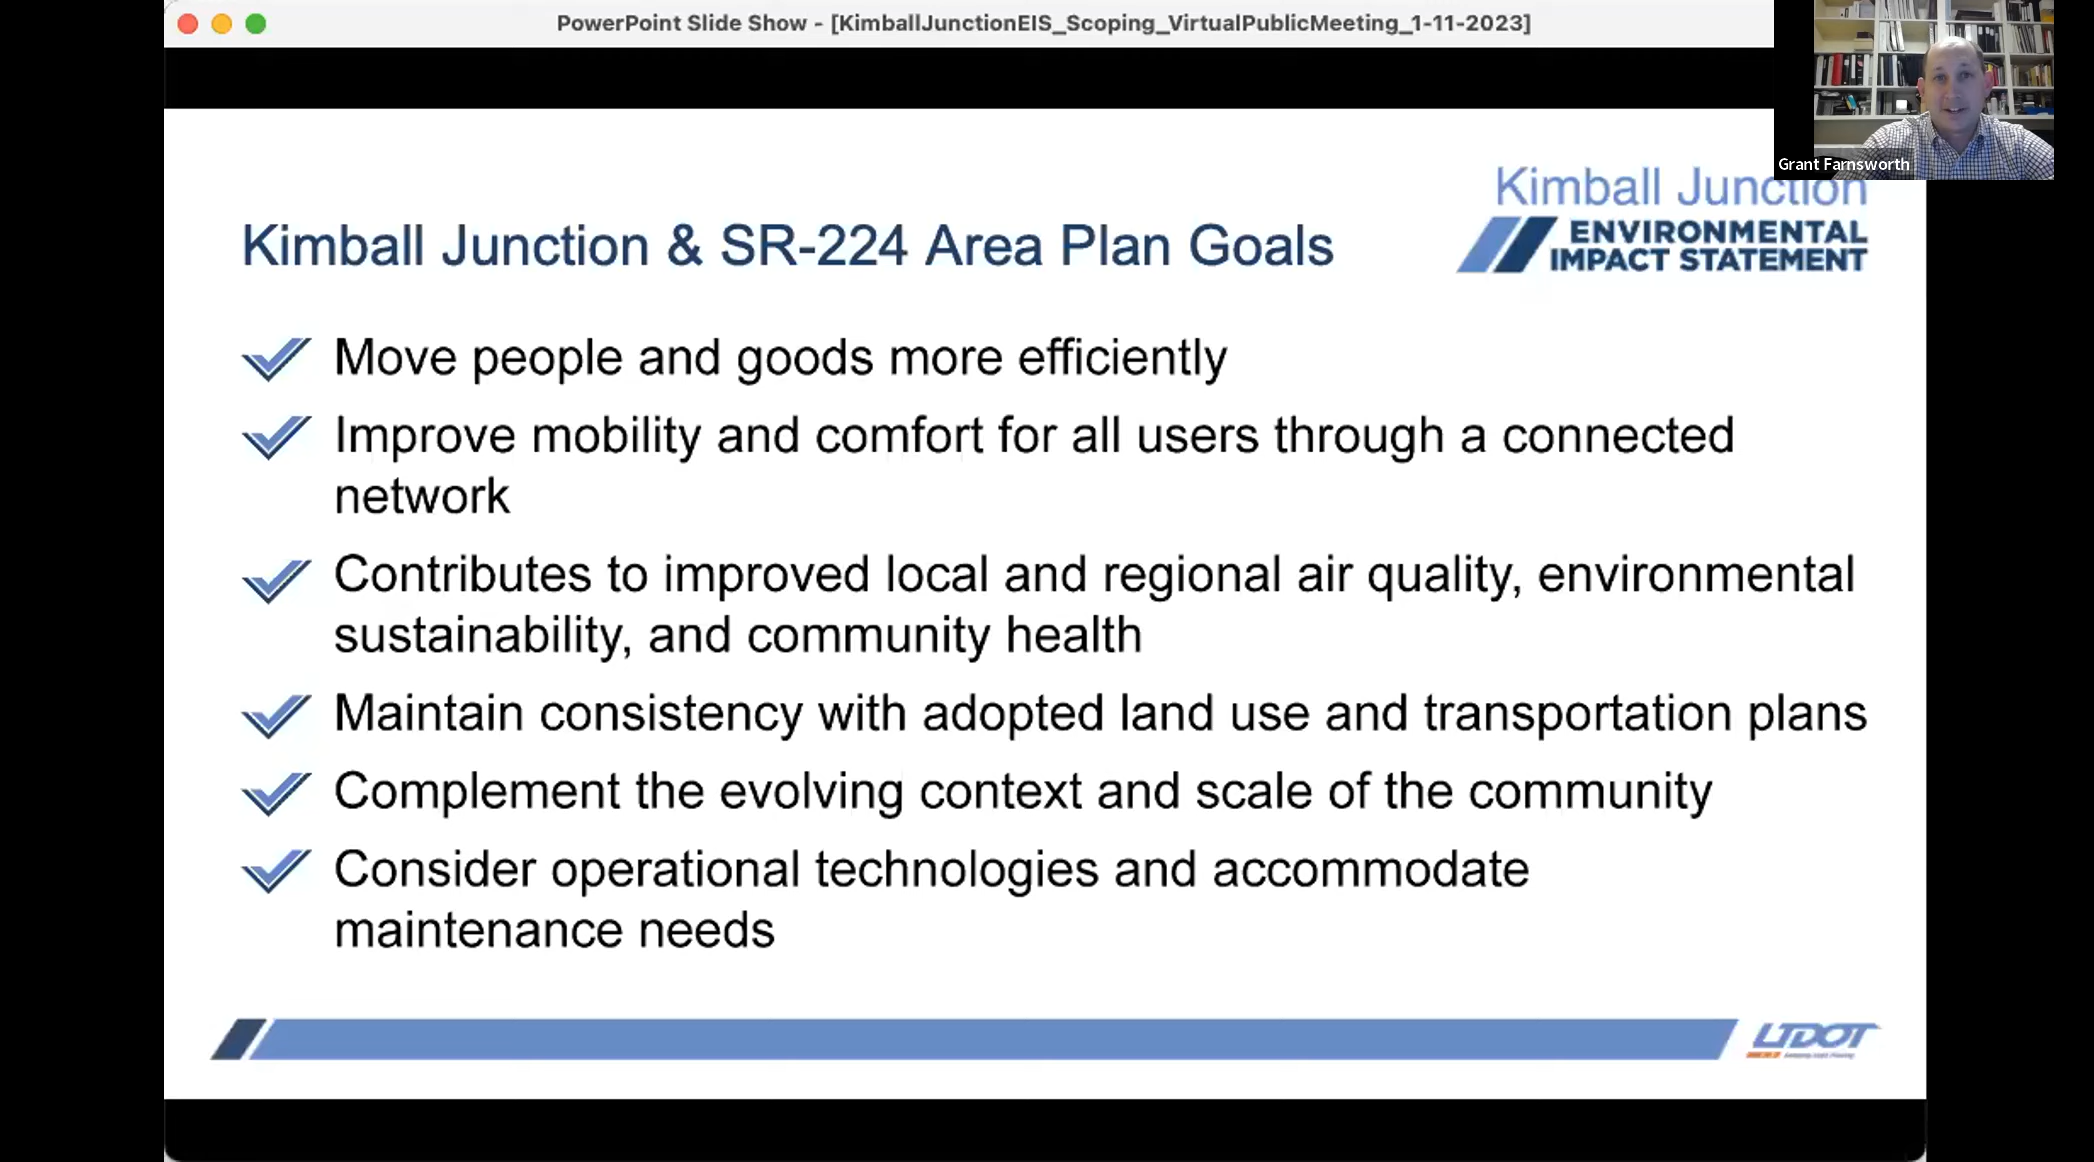 PowerPoint Slide Show - [KimballJunctionEIS_Scoping_VirtualPublicMeeting_1-11-2023]
Grant Farnsworth
Kimball Junction
ENVIRONMENTAL
IMPACT STATEMENT
Kimball Junction & SR-224 Area Plan Goals
Move people and goods more efficiently
Improve mobility and comfort for all users through a connected
network
Contributes to improved local and regional air quality, environmental
sustainability, and community health
Maintain consistency with adopted land use and transportation plans
Complement the evolving context and scale of the community
Consider operational technologies and accommodate
maintenance needs
UDOT